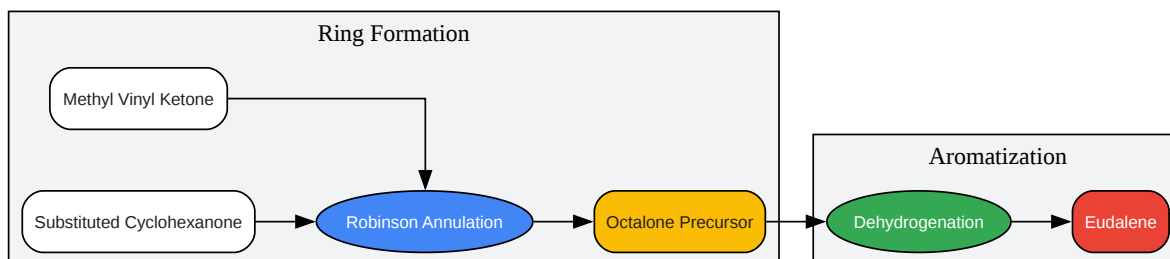 Ring Formation
Methyl Vinyl Ketone
Substituted Cyclohexanone
Robinson Annulation
Octalone Precursor
Aromatization
Dehydrogenation
Eudalene